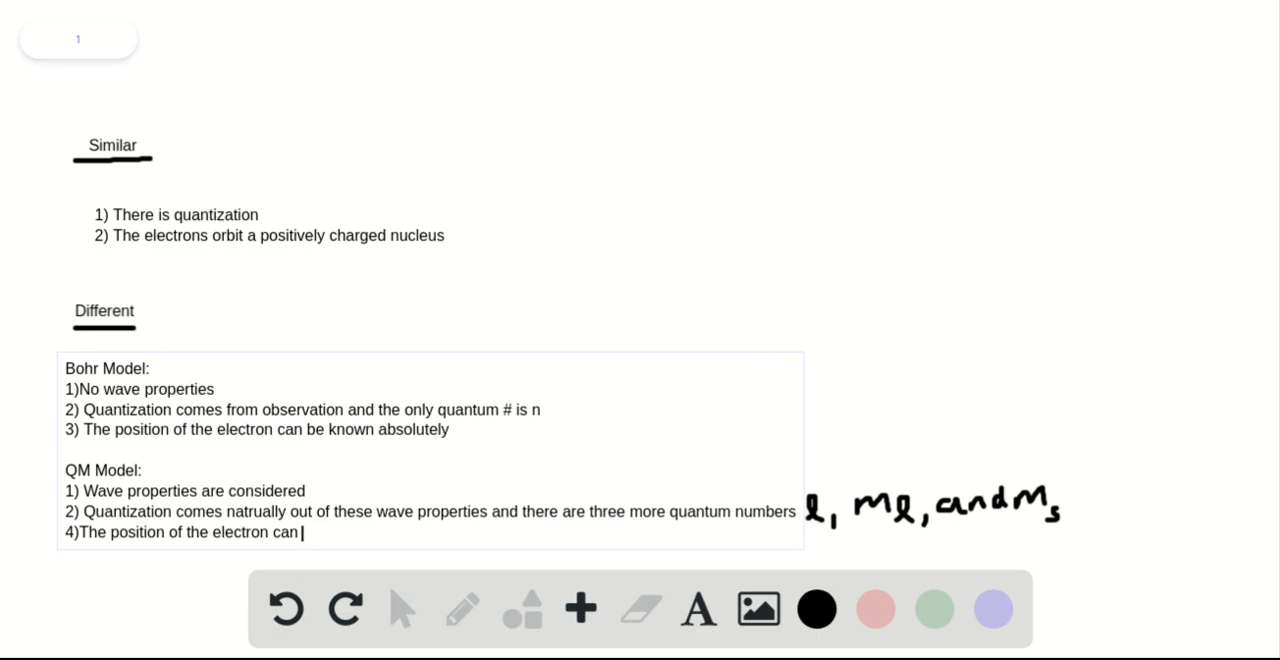 1
Similar
1) There is quantization
2) The electrons orbit a positively charged nucleus
Different
Bohr Model:
1)No wave properties
2) Quantization comes from observation and the only quantum # is n
3) The position of the electron can be known absolutely
QM Model:
1) Wave properties are considered
2) Quantization comes natrually out of these wave properties and there are three more quantum numbers l, ml, and ms
4)The position of the electron can
A